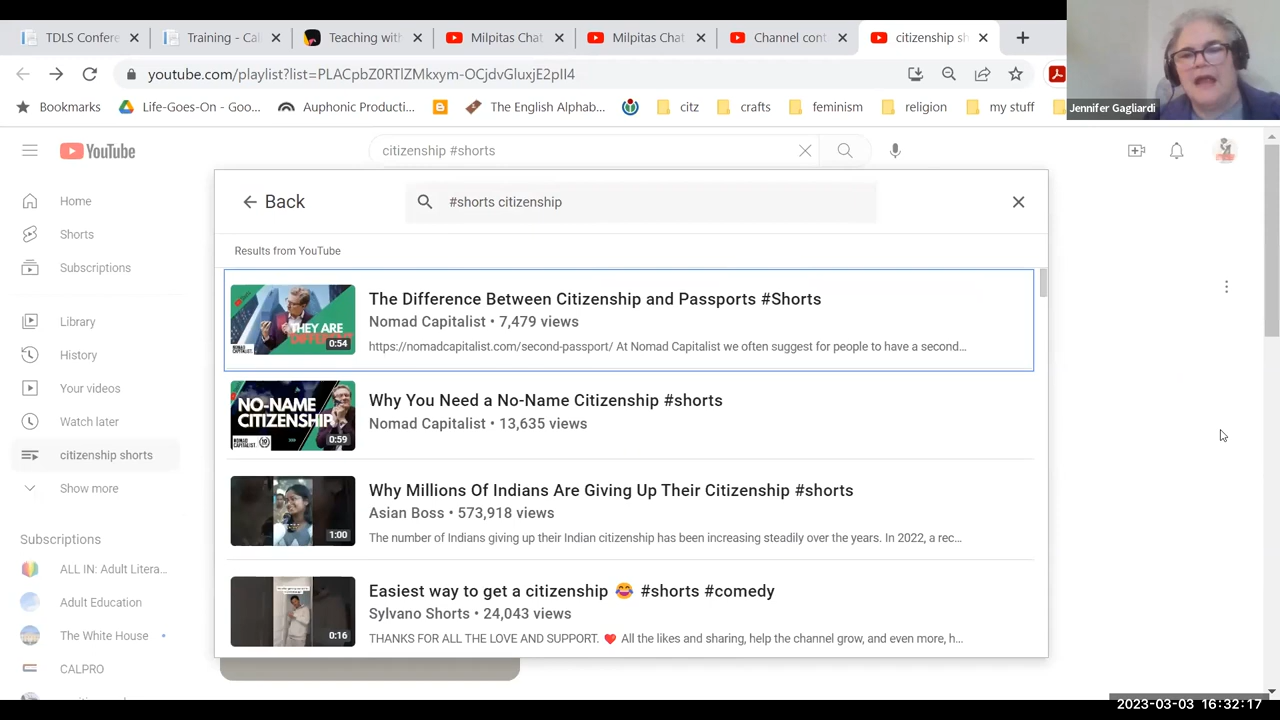 TDLS Confere
Training - Cal
Teaching with
Milpitas Chat
Milpitas Chat
Channel cont
citizenship sh
youtube.com/playlist?list=PLACpbZ0RTlZMkxym-OCjdvGluxjE2pII4
Jennifer Gagliardi
Bookmarks
Life-Goes-On - Goo...
Auphonic Producti...
The English Alphab...
citz
crafts
feminism
religion
my stuff
YouTube
citizenship #shorts
Home
Shorts
Subscriptions
Library
History
Your videos
Watch later
citizenship shorts
Show more
Subscriptions
ALL IN: Adult Litera...
Adult Education
The White House
CALPRO
Back
#shorts citizenship
Results from YouTube
THEY ARE
DIFFERENT
0:54
The Difference Between Citizenship and Passports #Shorts
Nomad Capitalist • 7,479 views
https://nomadcapitalist.com/second-passport/ At Nomad Capitalist we often suggest for people to have a second...
NO-NAME
CITIZENSHIP
0:59
Why You Need a No-Name Citizenship #shorts
Nomad Capitalist • 13,635 views
1:00
Why Millions Of Indians Are Giving Up Their Citizenship #shorts
Asian Boss • 573,918 views
The number of Indians giving up their Indian citizenship has been increasing steadily over the years. In 2022, a rec...
0:16
Easiest way to get a citizenship 😂 #shorts #comedy
Sylvano Shorts • 24,043 views
THANKS FOR ALL THE LOVE AND SUPPORT. ❤️ All the likes and sharing, help the channel grow, and even more, h...
2023-03-03 16:32:17